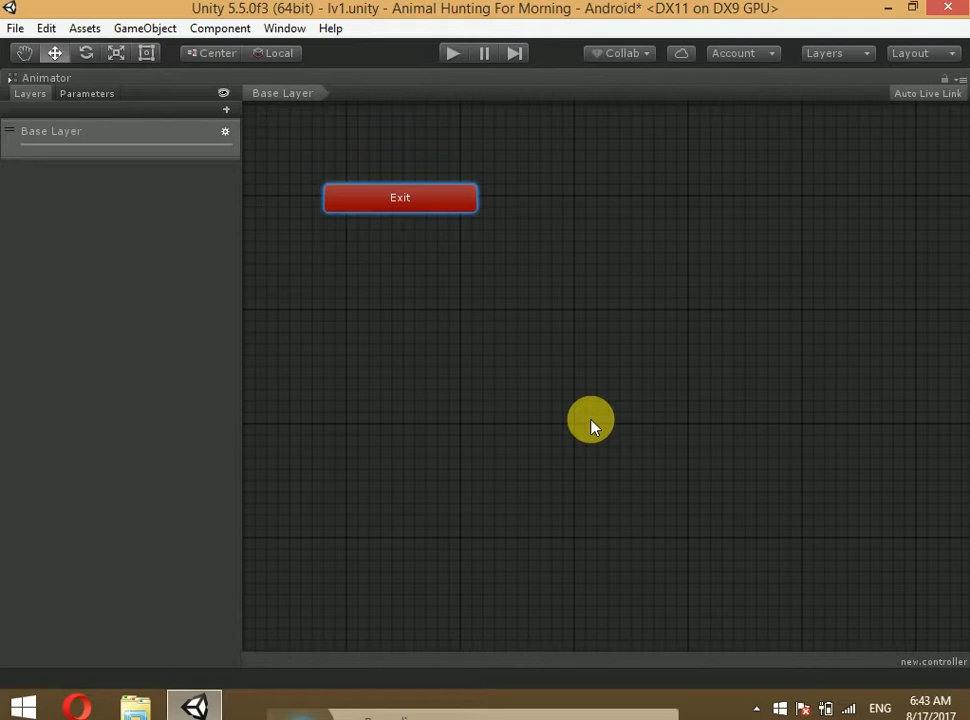 Unity 5.5.0f3 (64bit) - lv1.unity - Animal Hunting For Morning - Android* <DX11 on DX9 GPU>
File Edit Assets GameObject Component Window Help
Center Local Collab Account Layers Layout
Animator
Layers Parameters Base Layer Auto Live Link
Base Layer
Exit
new.controller
6:43 AM
ENG
8/17/2017